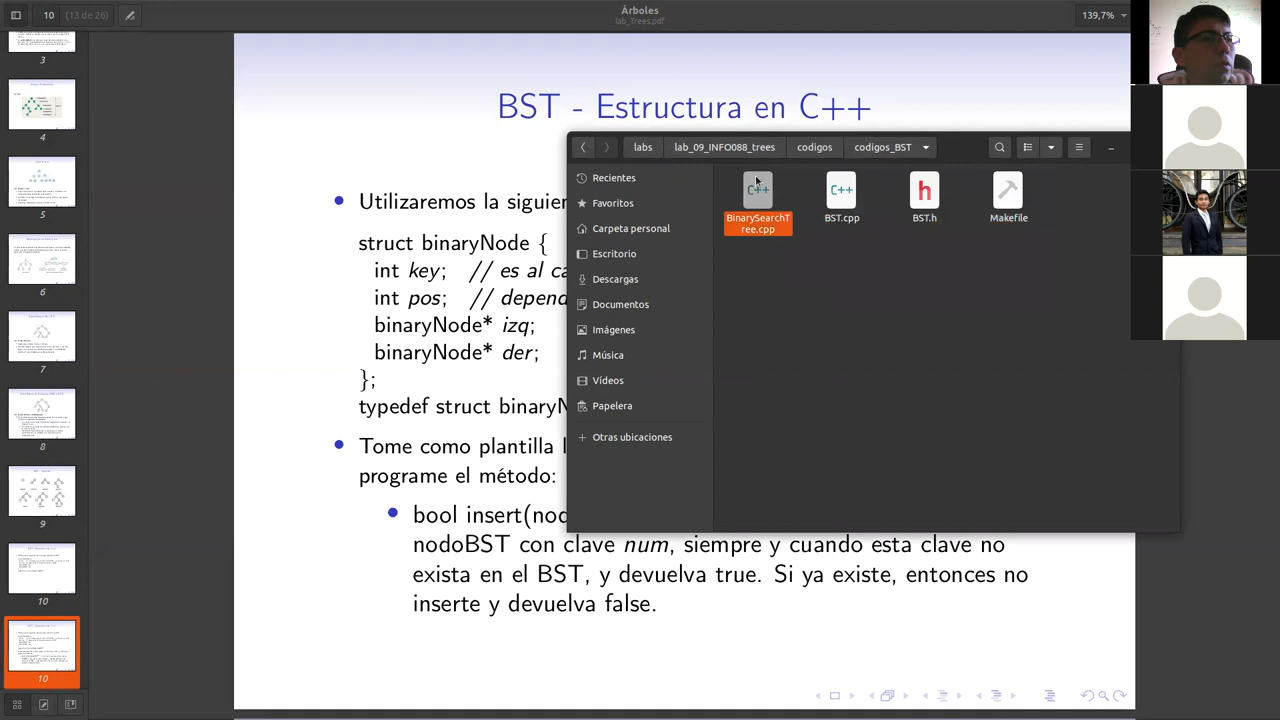 10
(13 de 26)
Árboles
lab_Trees.pdf
139,7%
3
4
5
6
7
8
9
10
10
BST - Estructura en C++
Utilizaremos la siguien
struct binaryNode {
int key; // es al ca
int pos; // depend
binaryNode* izq;
binaryNode* der;
};
typedef struct binaryN
Tome como plantilla l
programe el método:
bool insert(nod
nodoBST con clave num, siempre y cuando esta clave no
exista en el BST, y devuelva true. Si ya existe, entonces no
inserte y devuelva false.
labs
lab_09_INFO088_trees
codigos
codigos_BST
Recientes
Favoritos
Carpeta personal
Escritorio
Descargas
Documentos
Imágenes
Música
Vídeos
Papelera
Otras ubicaciones
C++
BinarySearchT
ree.cpp
C++
BST.cpp
h
BST.h
Makefile